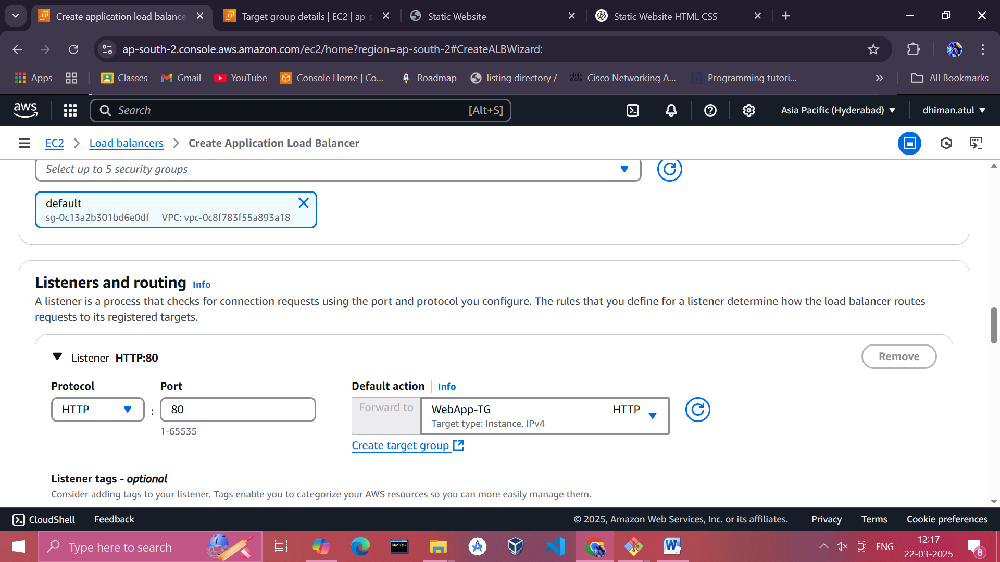 Create application load balance
Target group details | EC2 | ap-s
Static Website
Static Website HTML CSS
ap-south-2.console.aws.amazon.com/ec2/home?region=ap-south-2#CreateALBWizard:
Apps
Classes
Gmail
YouTube
Console Home | Co...
Roadmap
listing directory /
Cisco Networking A...
Programming tutori...
All Bookmarks
aws
Search
[Alt+S]
Asia Pacific (Hyderabad)
dhiman.atul
EC2
Load balancers
Create Application Load Balancer
Select up to 5 security groups
default
sg-0c13a2b301bd6e0df VPC: vpc-0c8f783f55a893a18
Listeners and routing Info
A listener is a process that checks for connection requests using the port and protocol you configure. The rules that you define for a listener determine how the load balancer routes
requests to its registered targets.
Listener HTTP:80
Remove
Protocol
Port
Default action
Info
HTTP
:
80
1-65535
Forward to
WebApp-TG
HTTP
Target type: Instance, IPv4
Create target group
Listener tags - optional
Consider adding tags to your listener. Tags enable you to categorize your AWS resources so you can more easily manage them.
CloudShell
Feedback
© 2025, Amazon Web Services, Inc. or its affiliates.
Privacy
Terms
Cookie preferences
Type here to search
MySQL
ENG
12:17
22-03-2025
8